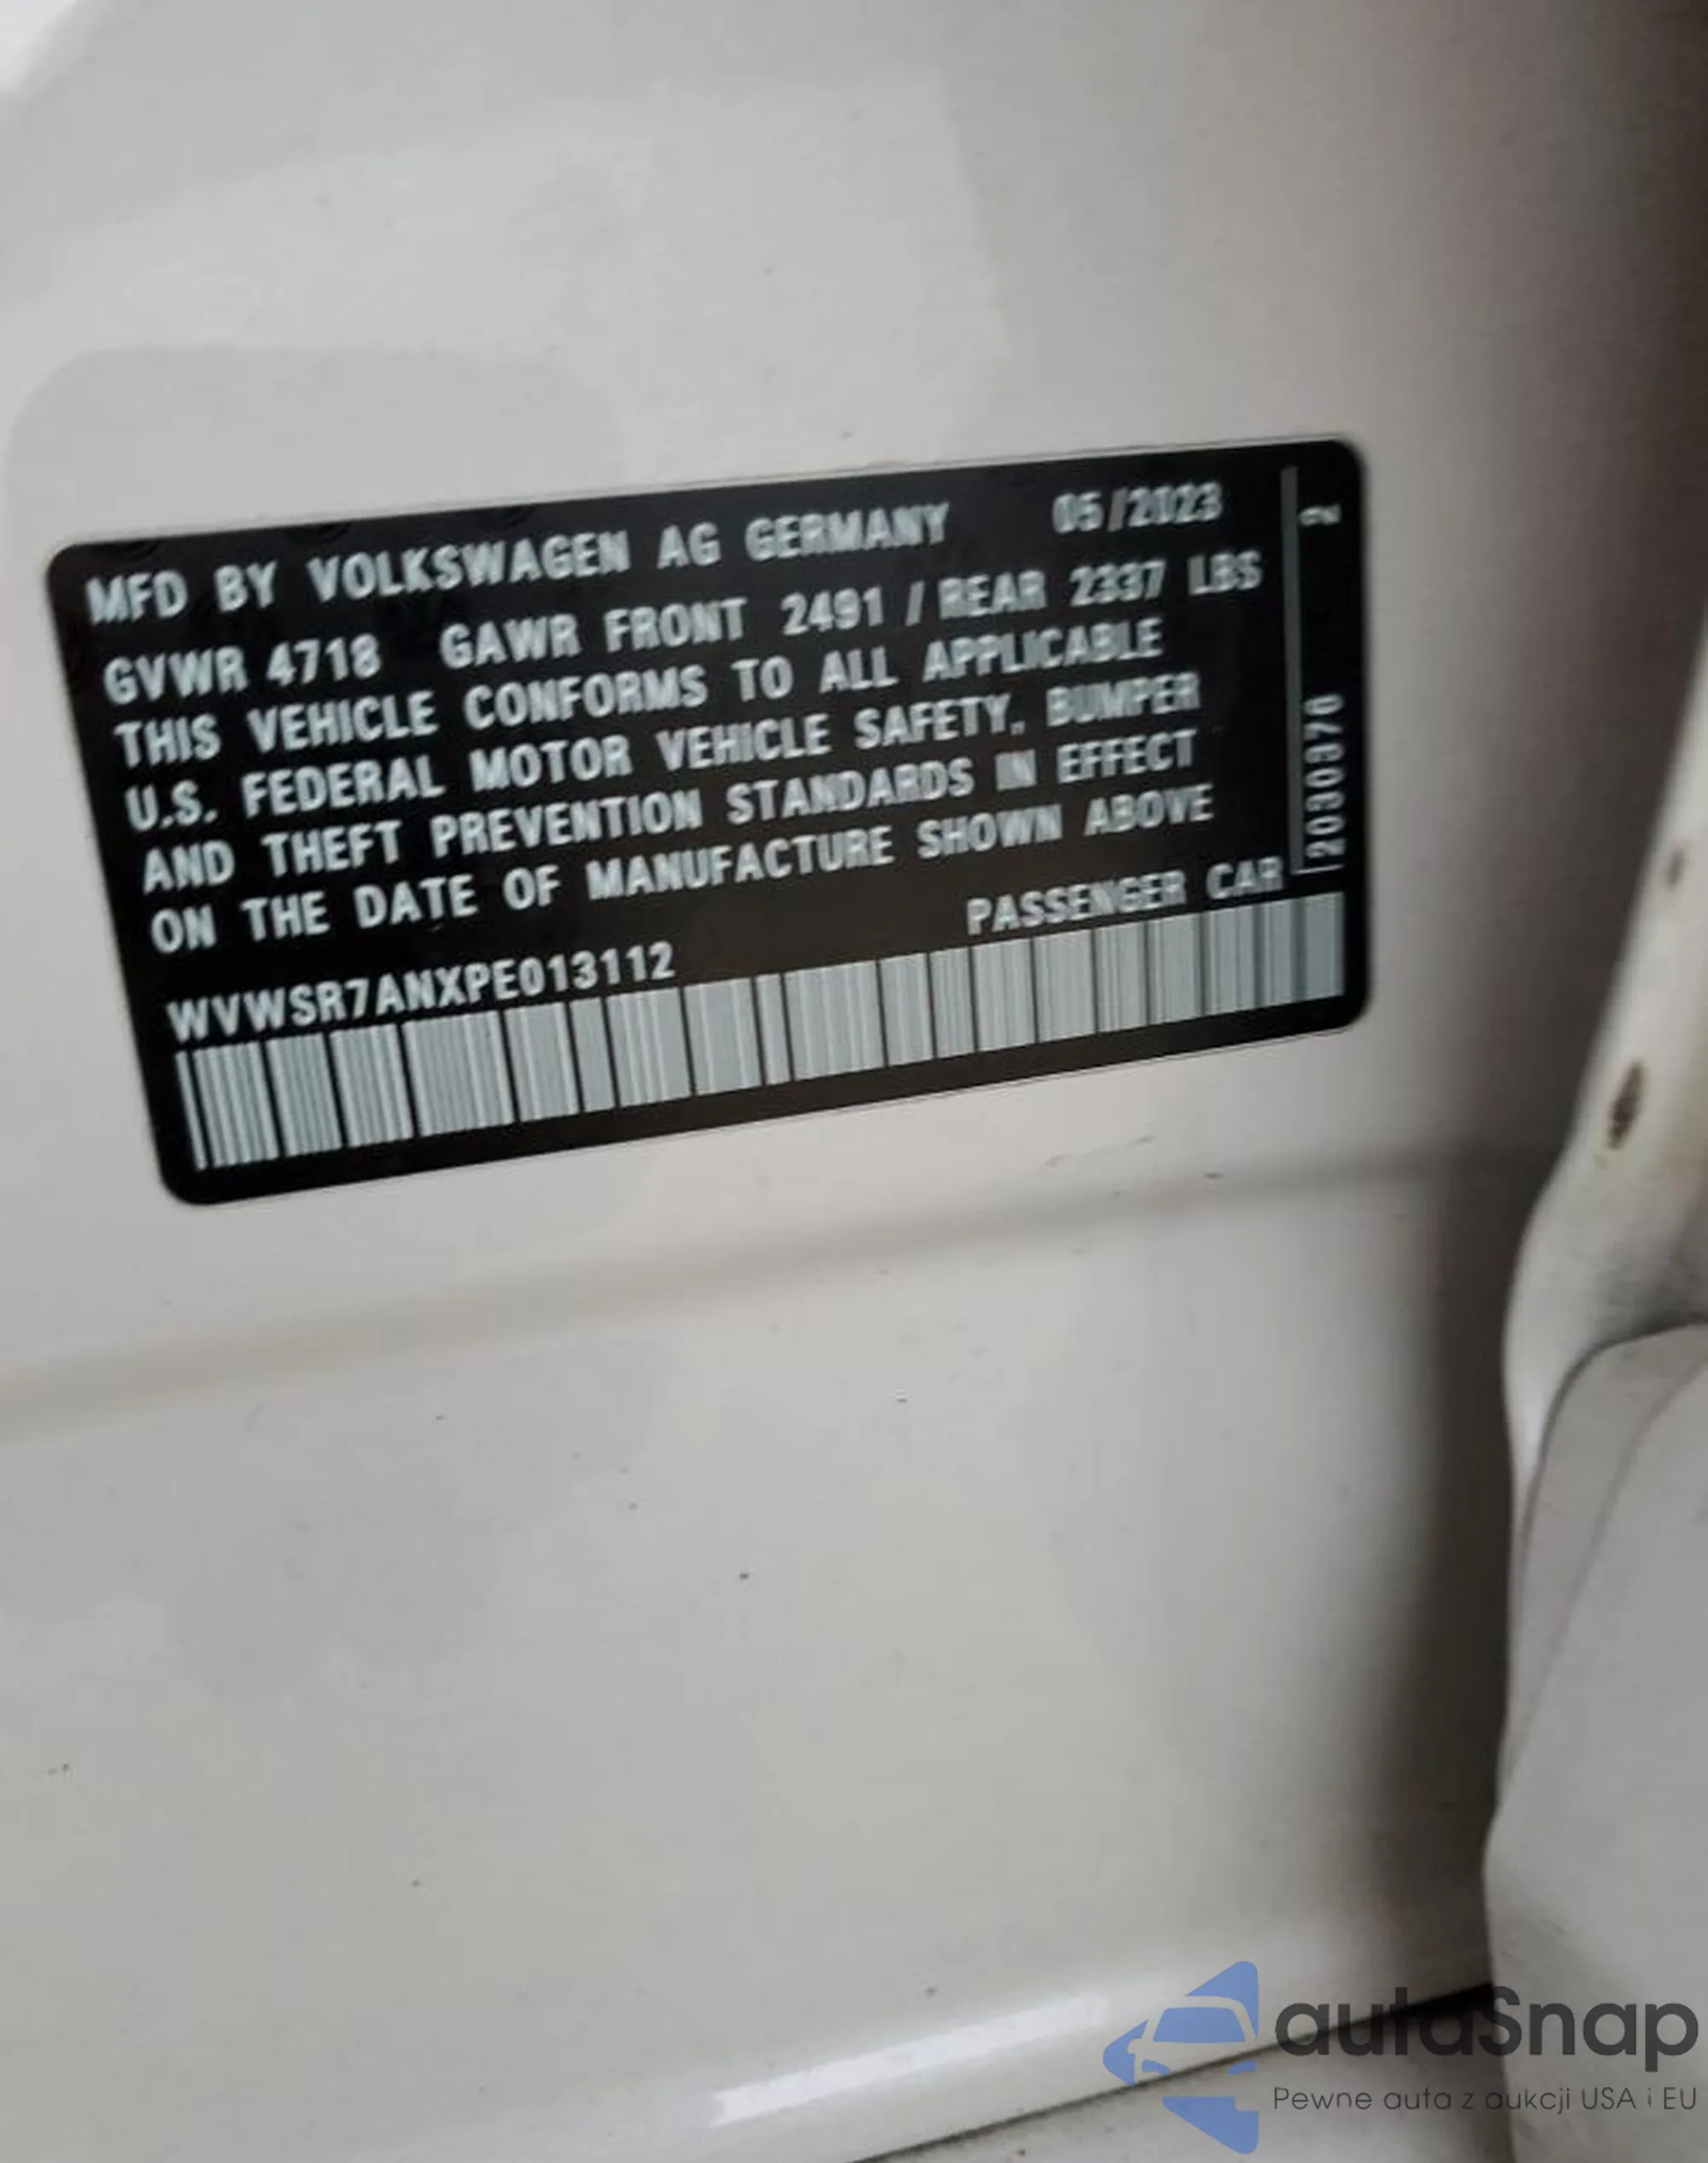 MFD BY VOLKSWAGEN AG GERMANY 05/2023
GVWR 4718 GAWR FRONT 2491 / REAR 2337 LBS
THIS VEHICLE CONFORMS TO ALL APPLICABLE
U.S. FEDERAL MOTOR VEHICLE SAFETY, BUMPER
AND THEFT PREVENTION STANDARDS IN EFFECT
ON THE DATE OF MANUFACTURE SHOWN ABOVE
PASSENGER CAR
WVWSR7ANXPE013112
2
autaSnap
Pewne auta z aukcji USA i EU